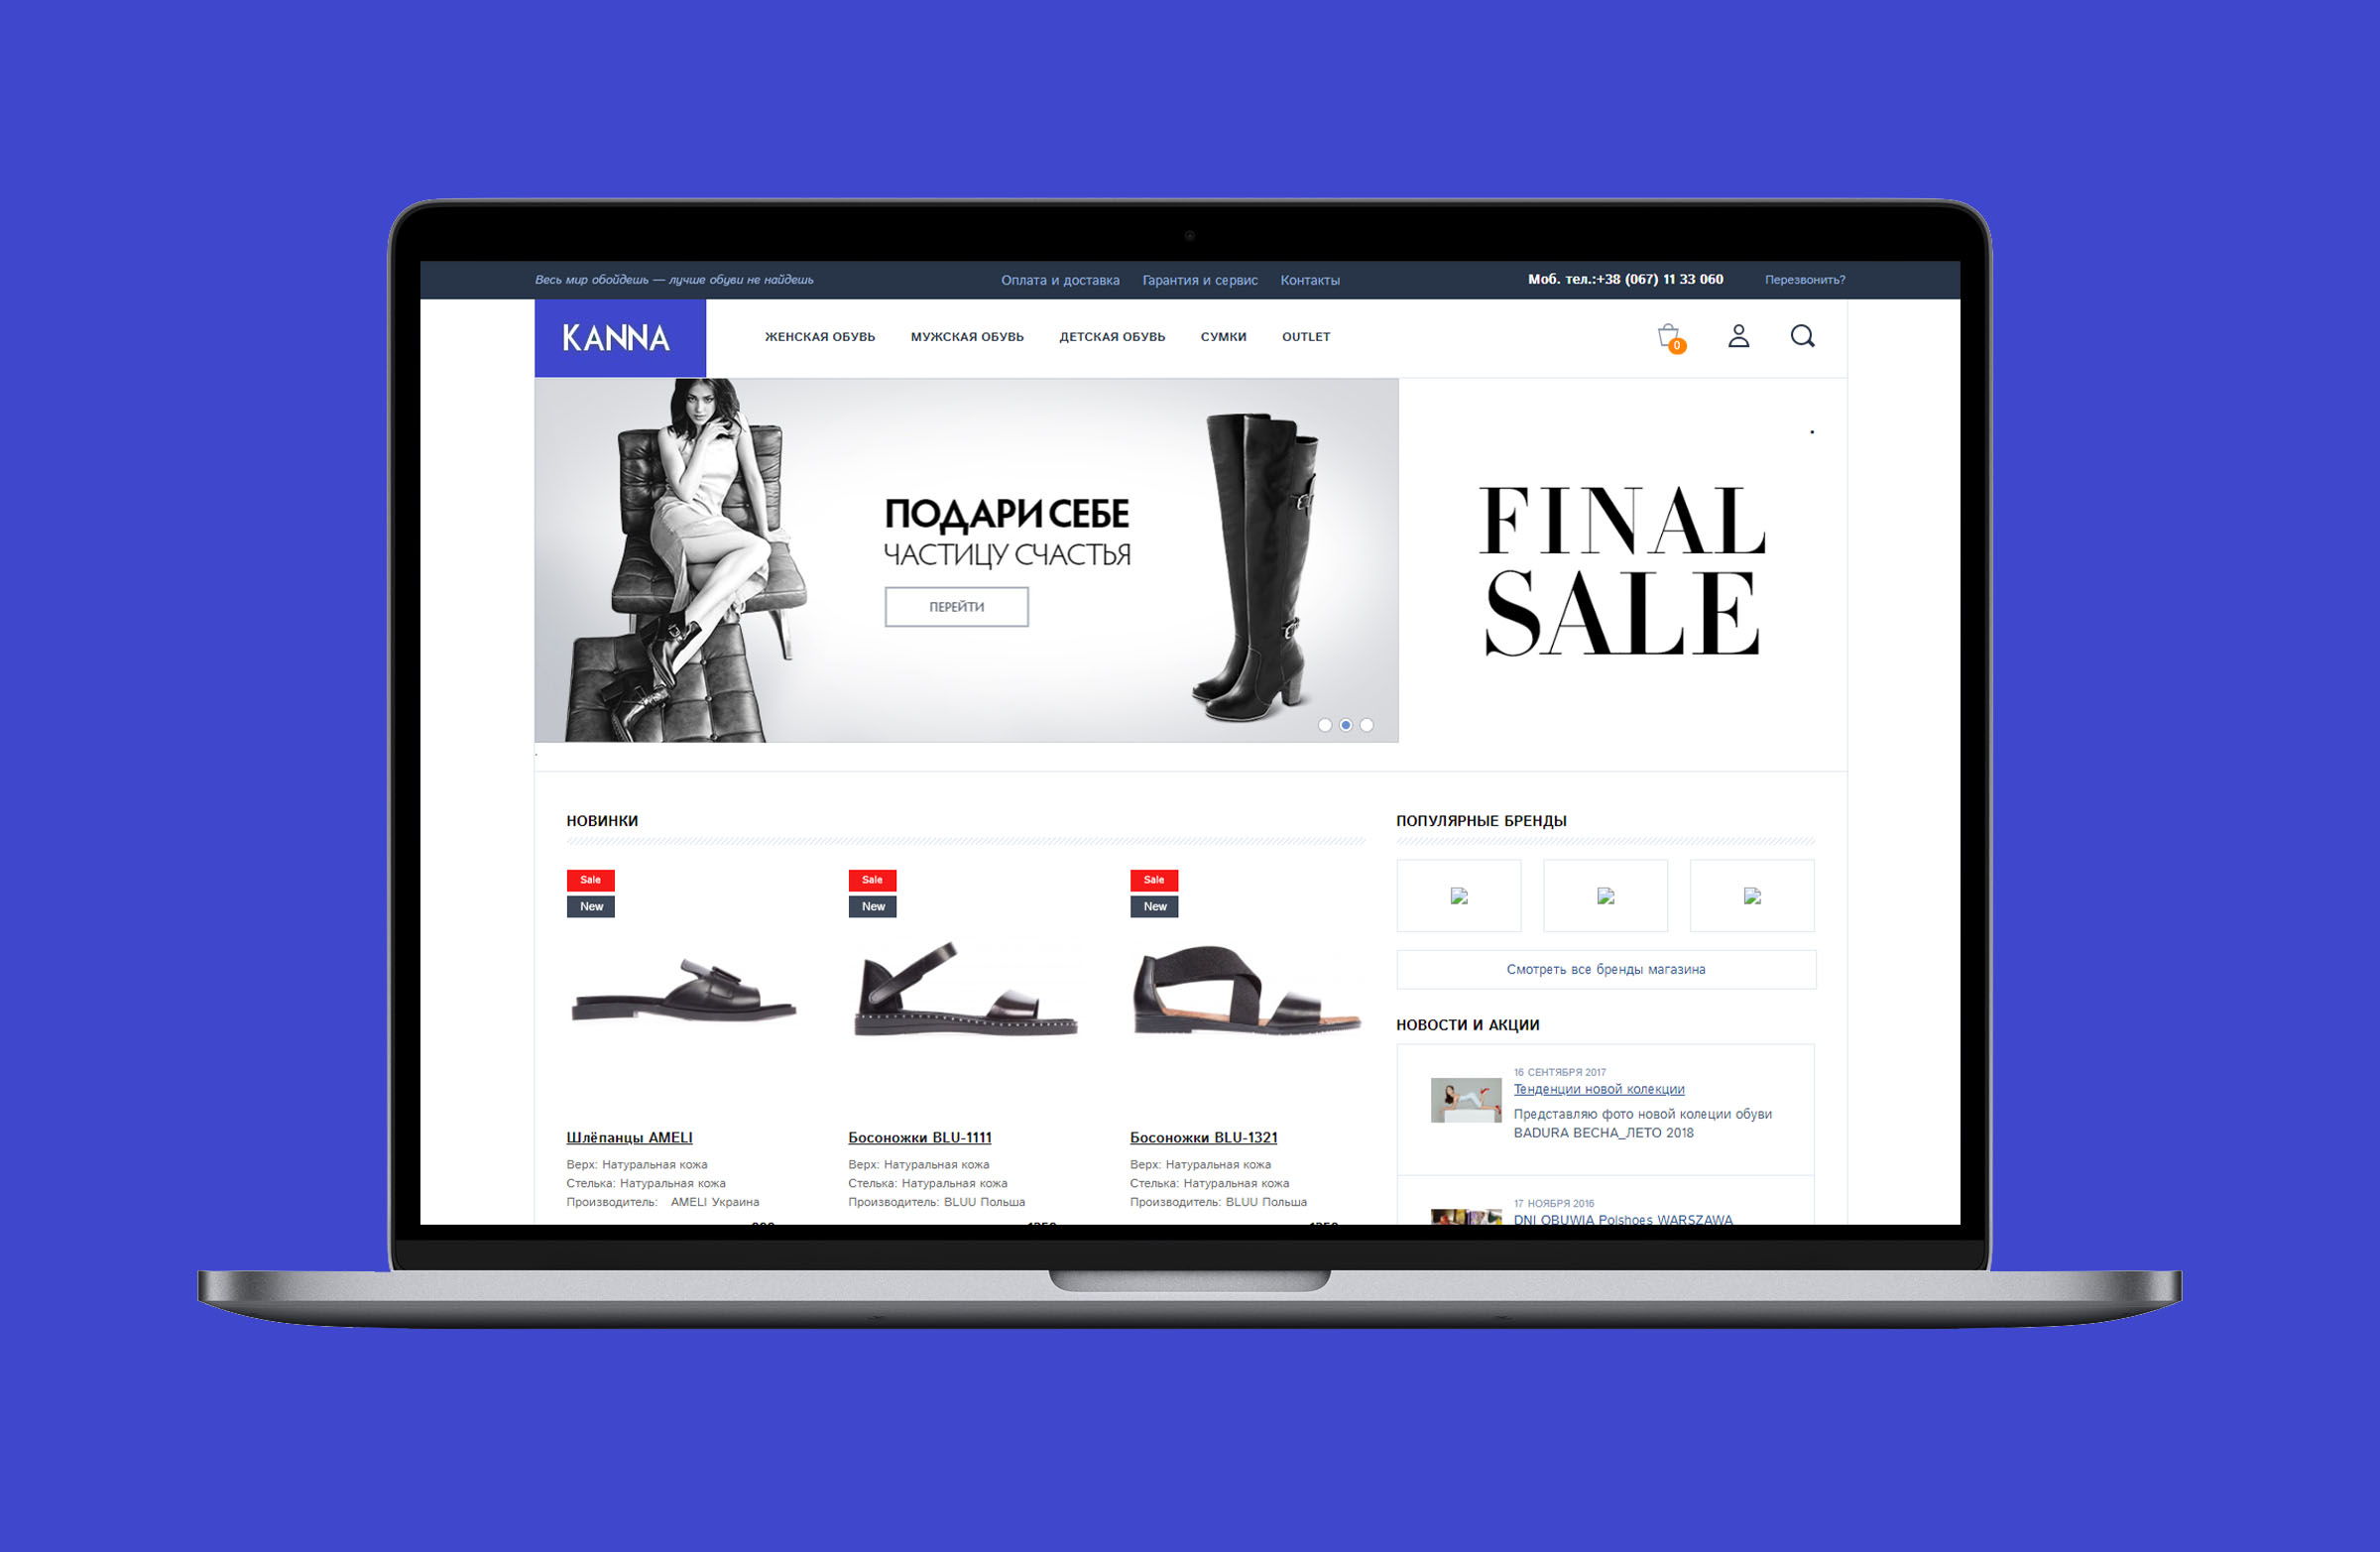 Весь мир обойдешь — лучше обуви не найдешь
Оплата и доставка Гарантия и сервис Контакты
Моб. тел.:+38 (067) 11 33 060 Перезвонить?
KANNA
ЖЕНСКАЯ ОБУВЬ МУЖСКАЯ ОБУВЬ ДЕТСКАЯ ОБУВЬ СУМКИ OUTLET
0
ПОДАРИ СЕБЕ
ЧАСТИЦУ СЧАСТЬЯ
ПЕРЕЙТИ
FINAL
SALE
НОВИНКИ
Sale
New
Шлёпанцы AMELI
Верх: Натуральная кожа
Стелька: Натуральная кожа
Производитель: AMELI Украина
Sale
New
Босоножки BLU-1111
Верх: Натуральная кожа
Стелька: Натуральная кожа
Производитель: BLUU Польша
Sale
New
Босоножки BLU-1321
Верх: Натуральная кожа
Стелька: Натуральная кожа
Производитель: BLUU Польша
ПОПУЛЯРНЫЕ БРЕНДЫ
Смотреть все бренды магазина
НОВОСТИ И АКЦИИ
16 СЕНТЯБРЯ 2017
Тенденции новой колекции
Представляю фото новой колеции обуви
BADURA ВЕСНА_ЛЕТО 2018
17 НОЯБРЯ 2016
DNI OBUWIA Polshoes WARSZAWA